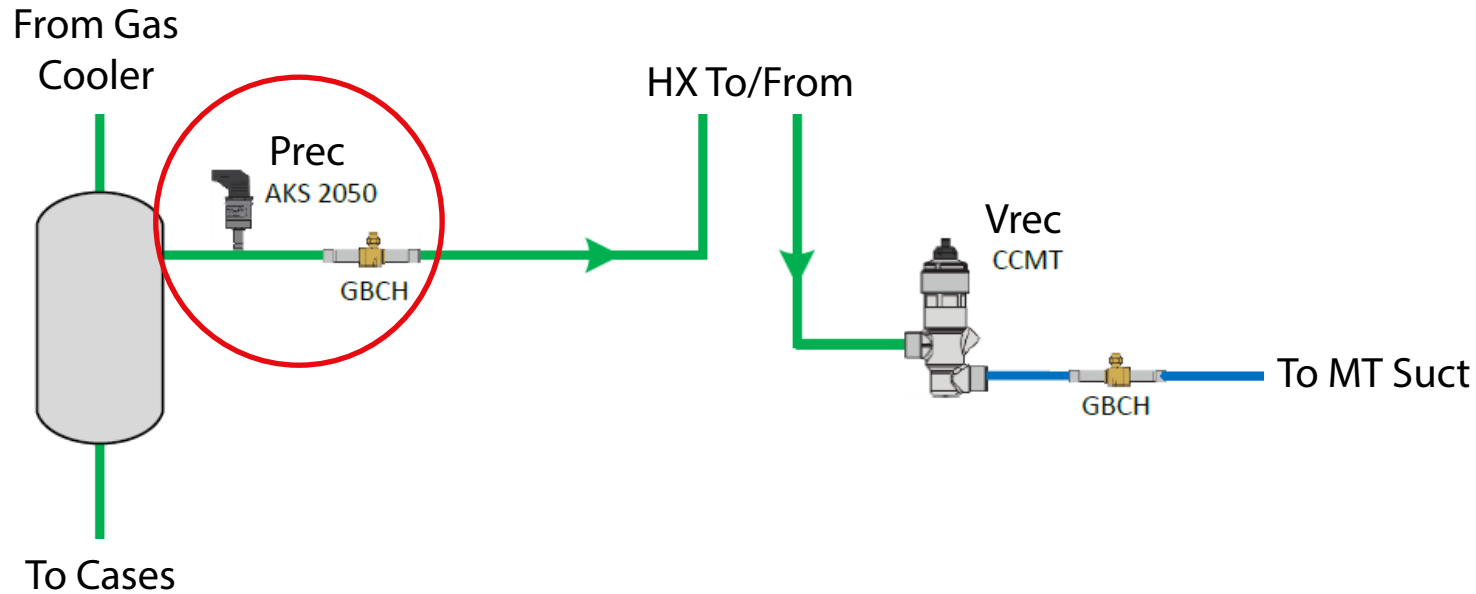 From Gas
Cooler
Prec
AKS 2050
GBCH
HX To/From
Vrec
CCMT
GBCH
To MT Suct
To Cases